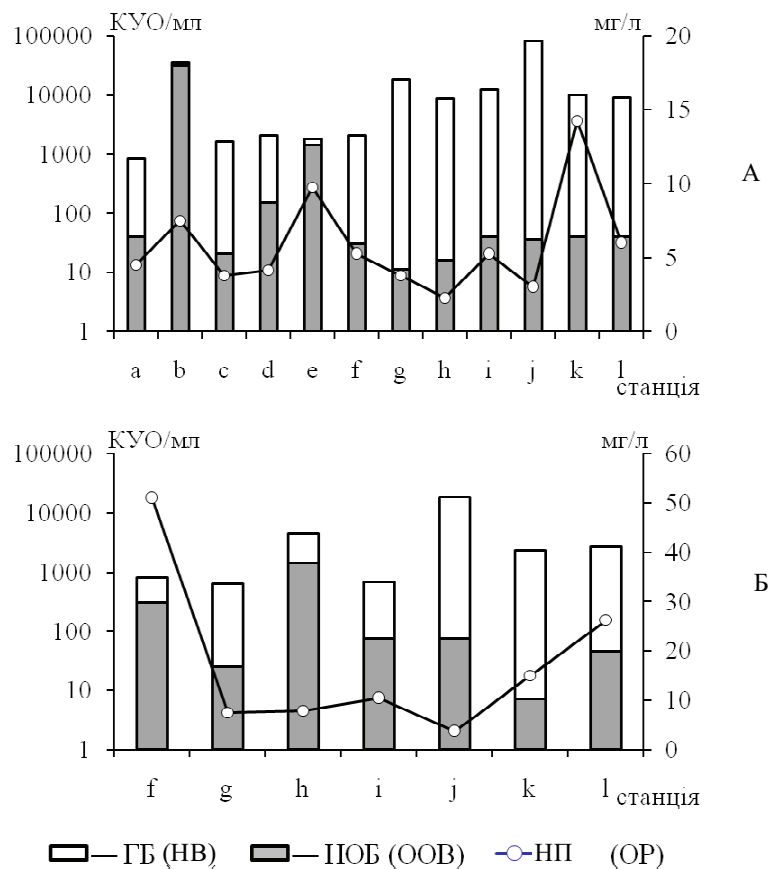 КУО/мл мг/л
100000 20
10000 15
1000 10
100
10 5
1 0
А
a b c d e f g h i j k l
станція
КУО/мл мг/л
100000 60
10000 50
1000 40
100 30
10 20
1 10
0
Б
f g h i j k l
станція
ГБ (НВ) НОБ (ООВ) НП (ОР)